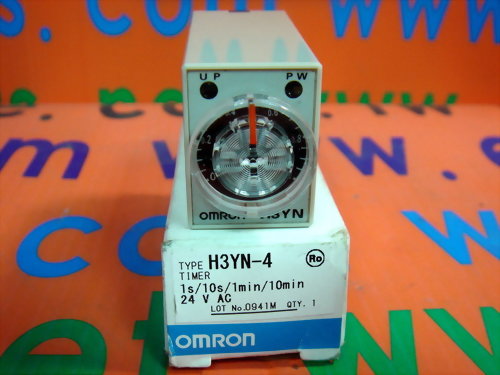 UP PW
OMRON H3YN
TYPE H3YN-4
TIMER
1s/10s/1min/10min
24 V AC
LOT No.0941M QTY. 1
Ro
OMRON